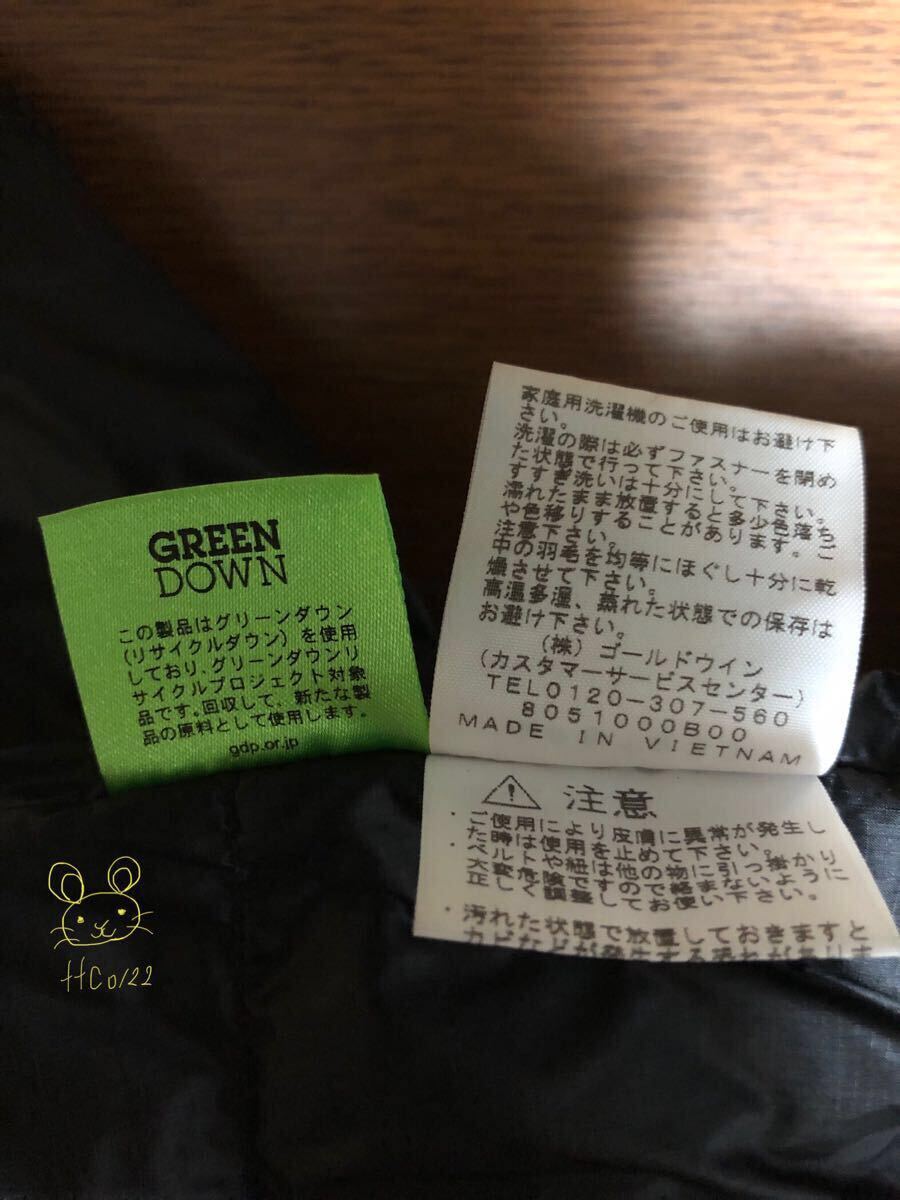 GREEN
DOWN
この製品はグリーンダウン
(リサイクルダウン)を使用
しており、グリーンダウンリ
サイクルプロジェクト対象
品です。回収して、新たな製
品の原料として使用します。
gdp.or.jp
家庭用洗濯機のご使用はお避け下
さい。
洗濯の際は必ずファスナーを閉め
た状態で行って下さい。
すすぎ洗いは十分にして下さい。
濡れたまま放置すると多少色落ち
や色移りすることがあります。ご
注意下さい。
中の羽毛を均等にほぐし十分に乾
燥させて下さい。
高温多湿、蒸れた状態での保存は
お避け下さい。
(株)ゴールドウイン
(カスタマーサービスセンター)
TEL0120-307-560
8051000B00
MADE IN VIETNAM
⚠ 注意
・ご使用により皮膚に異常が発生し
た時は使用を止めて下さい。
・ベルトや紐は他の物に引っ掛かり
大変危険ですので絡まないように
正しく調整してお使い下さい。
・汚れた状態で放置しておきますと
カビなどが発生する恐れがありま
HCo122